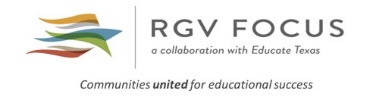 RGV FOCUS
a collaboration with Educate Texas
Communities united for educational success